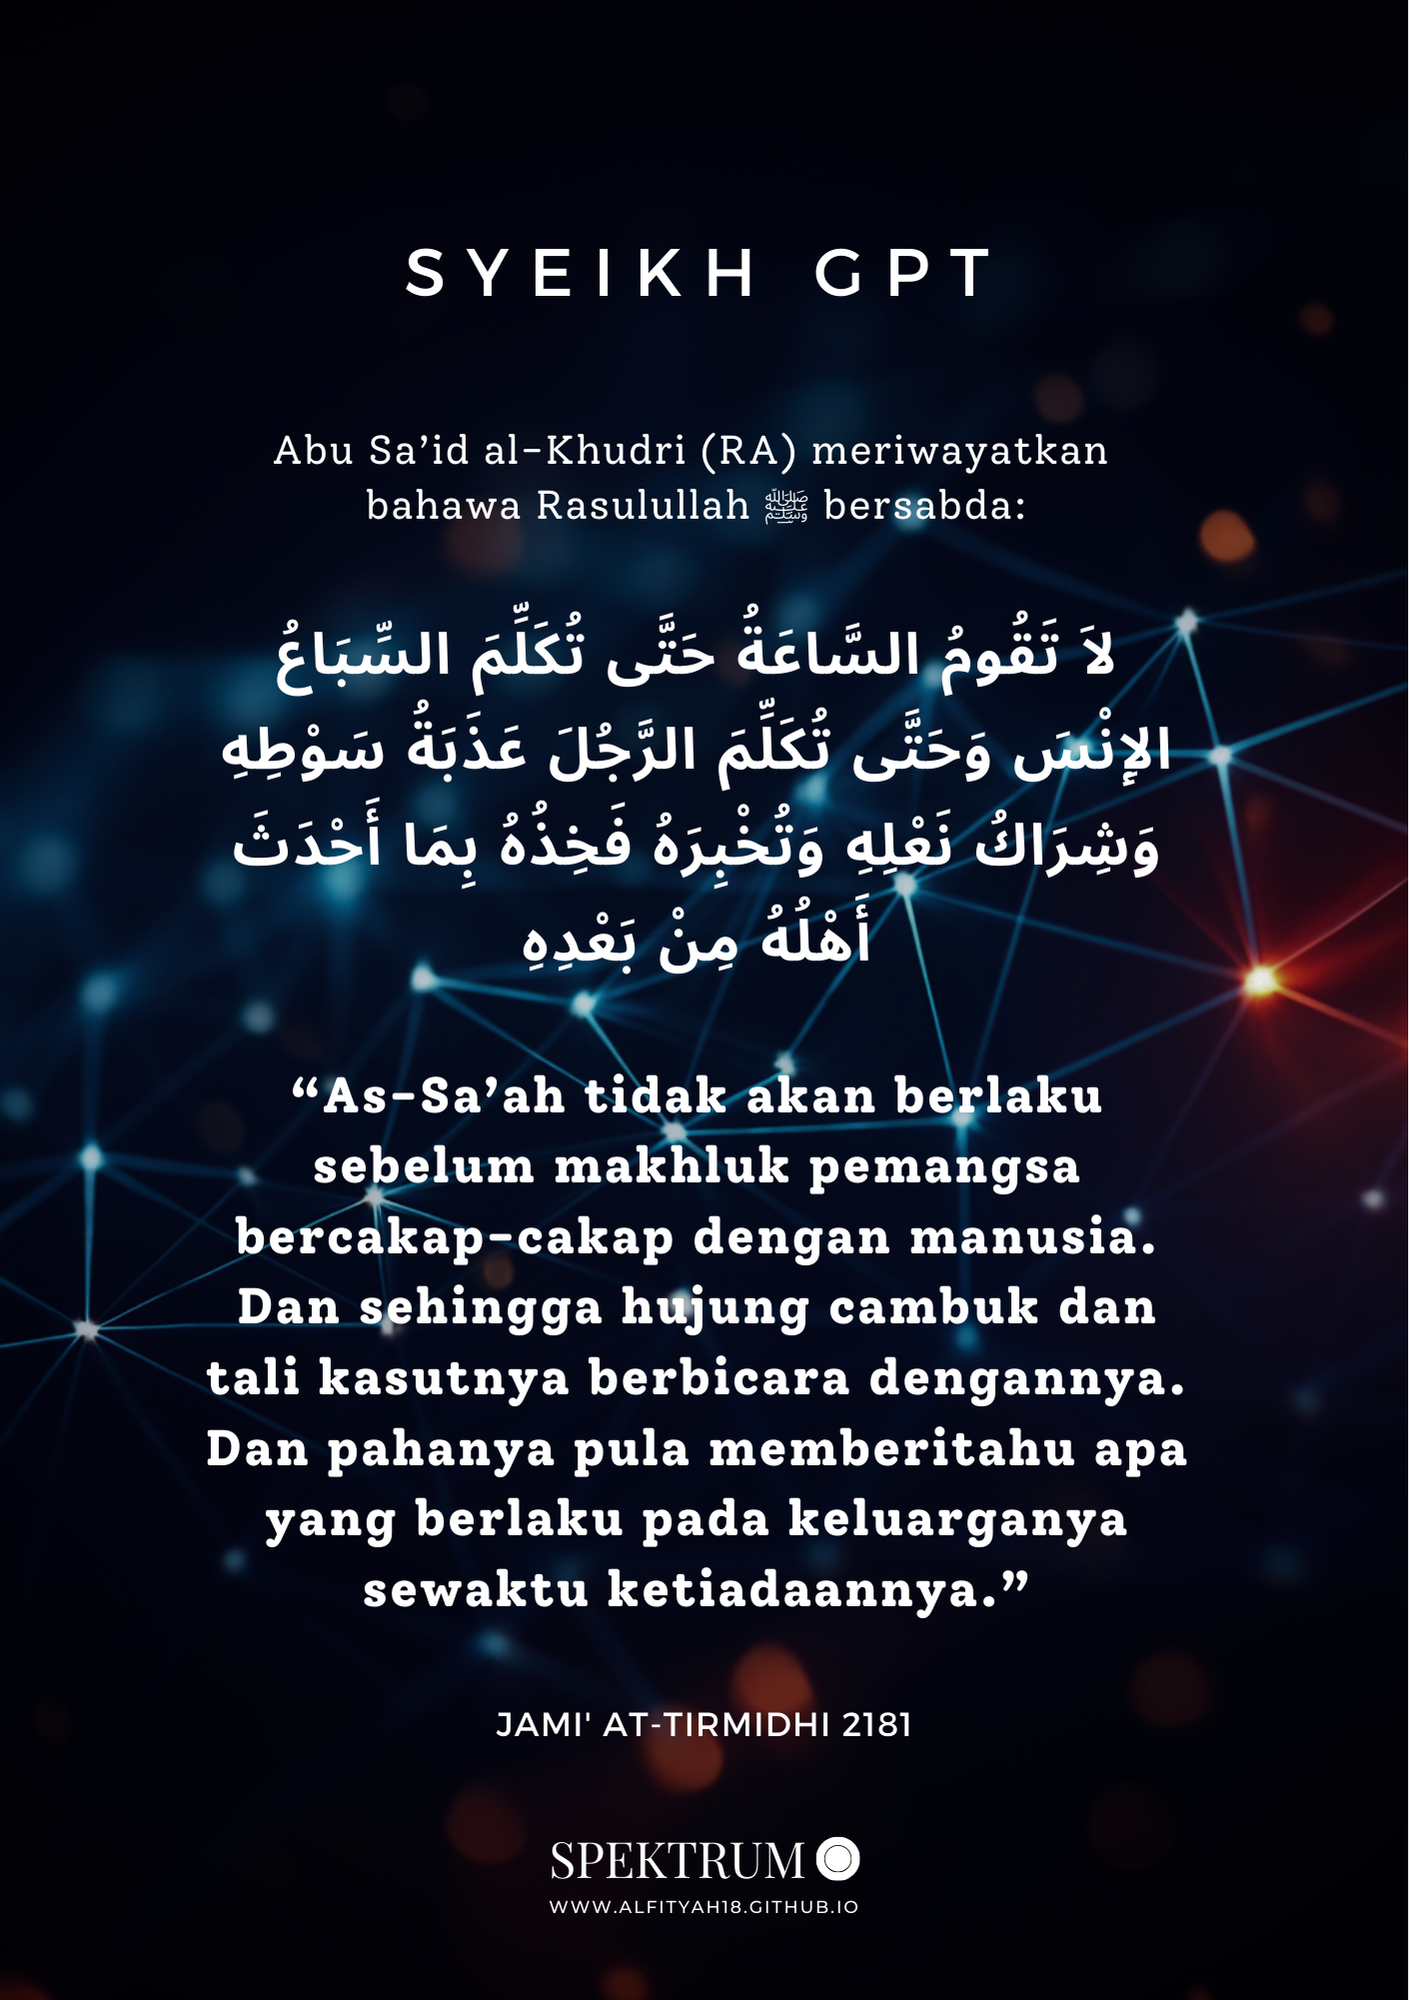 SYEIKH GPT
Abu Sa’id al-Khudri (RA) meriwayatkan
bahawa Rasulullah ﷺ bersabda:
لاَ تَقُومُ السَّاعَةُ حَتَّى تُكَلِّمَ السِّبَاعُ
الإِنْسَ وَحَتَّى تُكَلِّمَ الرَّجُلَ عَذَبَةُ سَوْطِهِ
وَشِرَاكُ نَعْلِهِ وَتُخْبِرَهُ فَخِذُهُ بِمَا أَحْدَثَ
أَهْلُهُ مِنْ بَعْدِهِ
“As-Sa’ah tidak akan berlaku
sebelum makhluk pemangsa
bercakap-cakap dengan manusia.
Dan sehingga hujung cambuk dan
tali kasutnya berbicara dengannya.
Dan pahanya pula memberitahu apa
yang berlaku pada keluarganya
sewaktu ketiadaannya.”
JAMI' AT-TIRMIDHI 2181
SPEKTRUM
WWW.ALFITYAH18.GITHUB.IO